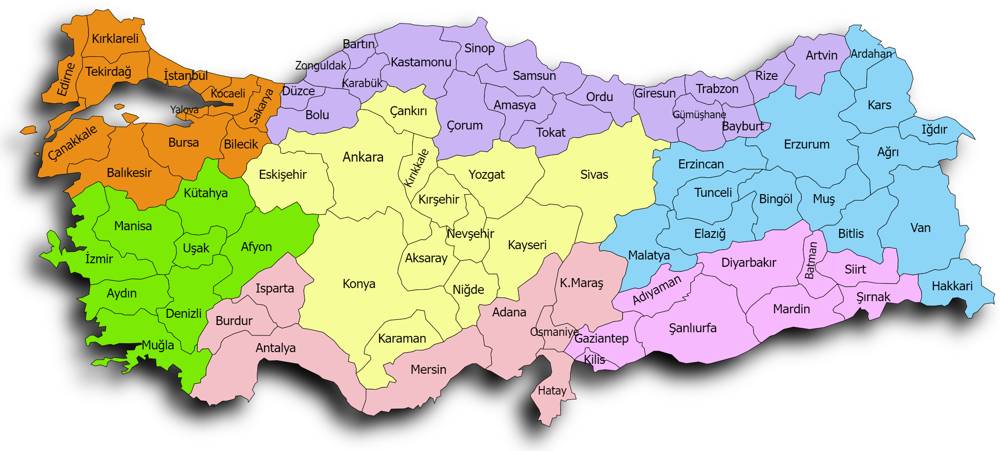 Kırklareli
Edirne
Tekirdağ
İstanbul
Kocaeli
Yalova
Sakarya
Çanakkale
Balıkesir
Bursa
Bilecik
Bartın
Zonguldak
Karabük
Kastamonu
Sinop
Düzce
Bolu
Samsun
Amasya
Çorum
Tokat
Ordu
Giresun
Trabzon
Gümüşhane
Bayburt
Rize
Artvin
Ardahan
Kars
Iğdır
Ağrı
Erzurum
Erzincan
Tunceli
Bingöl
Muş
Bitlis
Van
Elazığ
Malatya
Hakkari
Çankırı
Ankara
Kırıkkale
Eskişehir
Kırşehir
Yozgat
Sivas
Nevşehir
Kayseri
Aksaray
Konya
Niğde
Karaman
Kütahya
Manisa
Uşak
Afyon
İzmir
Aydın
Denizli
Muğla
Isparta
Burdur
Antalya
Mersin
Adana
K.Maraş
Osmaniye
Hatay
Diyarbakır
Batman
Siirt
Şırnak
Mardin
Adıyaman
Şanlıurfa
Gaziantep
Kilis